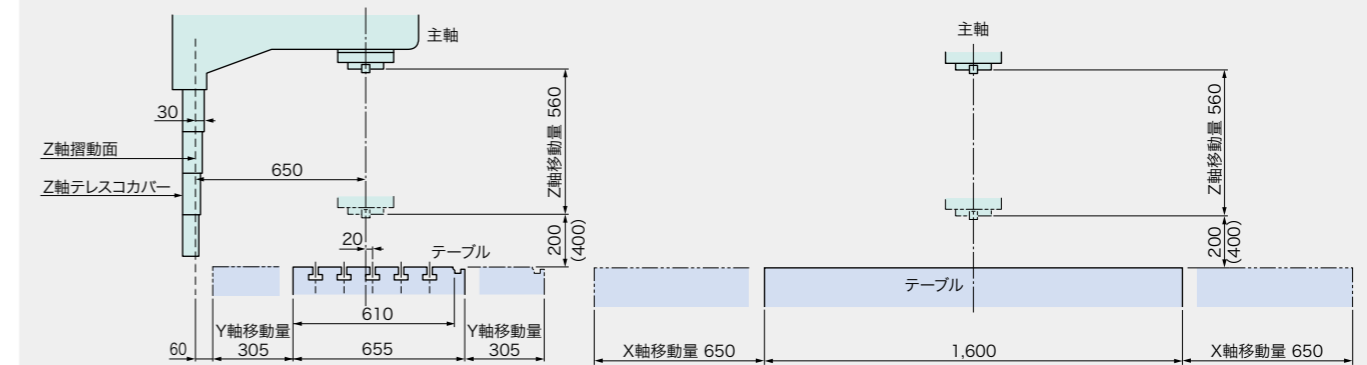 主軸
30
Z軸摺動面
Z軸テレスコカバー
650
Z軸移動量 560
20
テーブル
200
(400)
610
Y軸移動量
Y軸移動量
60
305
655
305
主軸
Z軸移動量 560
200
(400)
テーブル
X軸移動量 650
1,600
X軸移動量 650